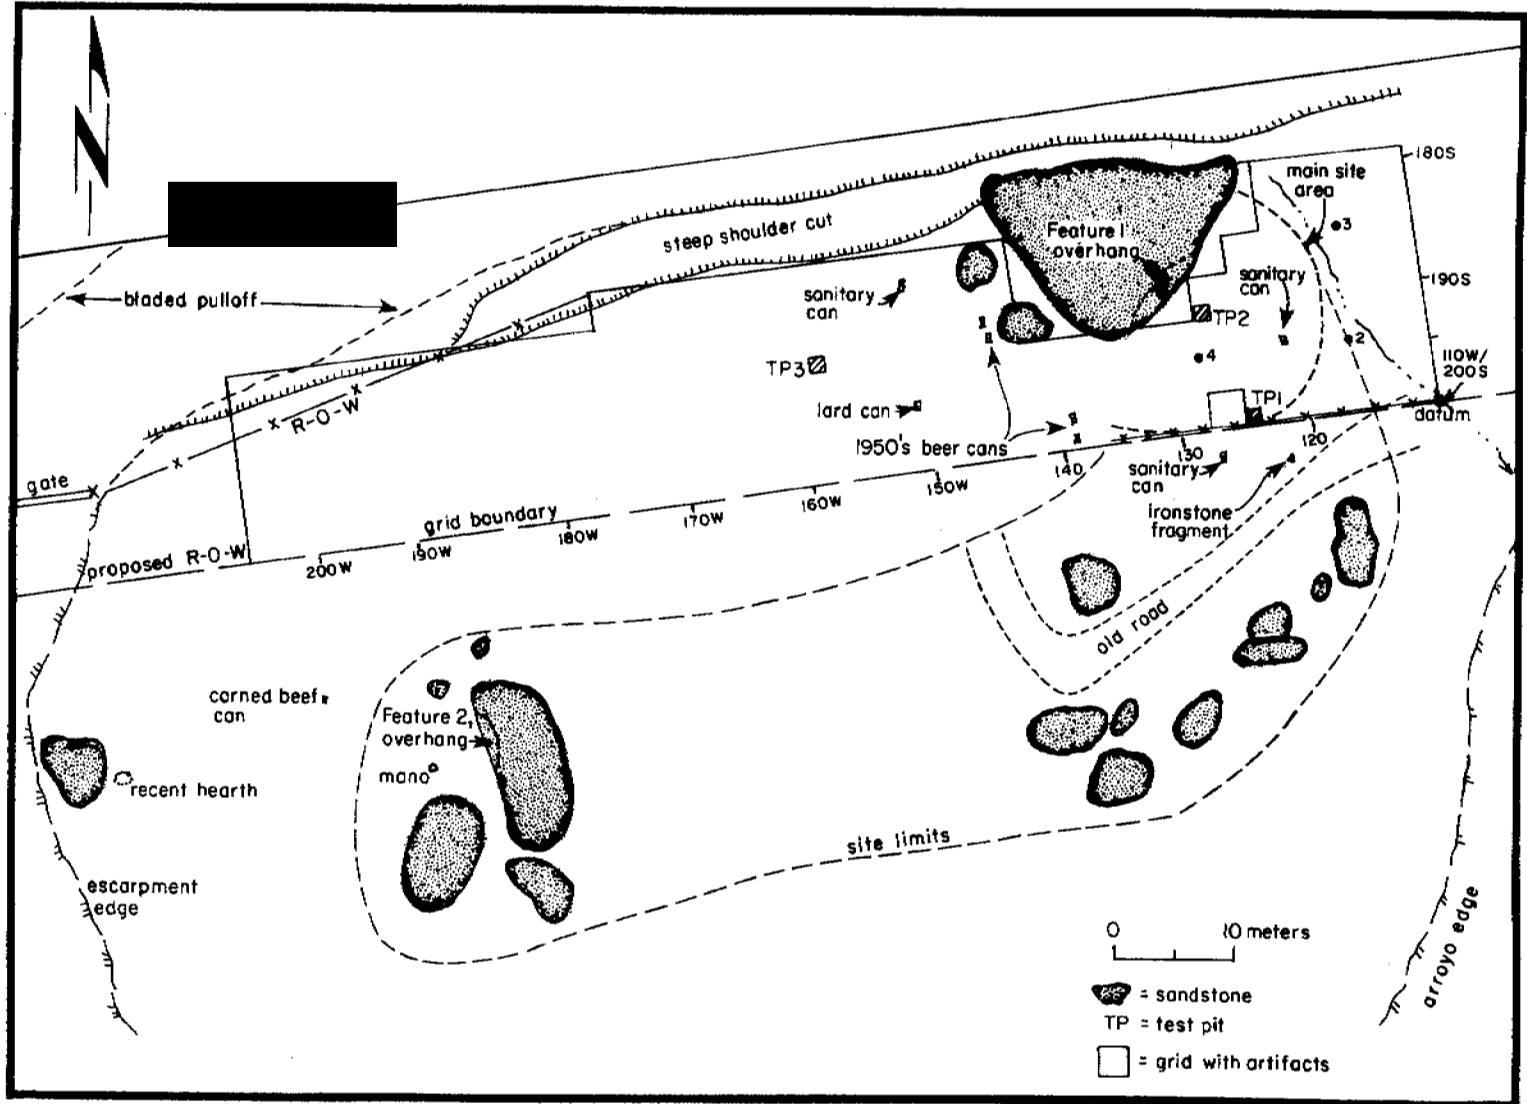 N
180S
main site
area
3
steep shoulder cut
Feature 1
overhang
190S
sanitary
can
bladed pulloff
sanitary
can
TP2
2
110W/
200S
TP3
4
lard can
TP1
datum
R-O-W
1950's beer cans
120
130
140
sanitary
can
gate
150W
160W
ironstone
fragment
170W
grid boundary
180W
190W
200W
proposed R-O-W
old road
corned beef
can
Feature 2,
overhang
mano
recent hearth
site limits
escarpment
edge
arroyo edge
0 10 meters
= sandstone
TP = test pit
= grid with artifacts